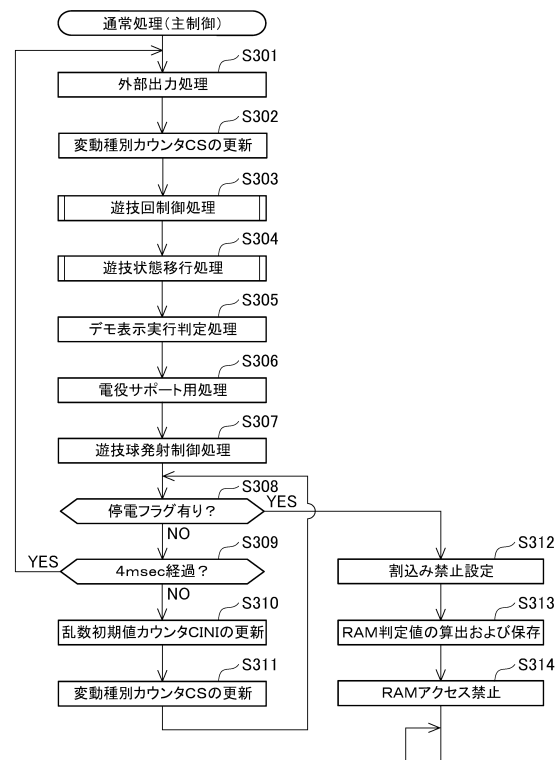 通常処理(主制御)
S301
外部出力処理
S302
変動種別カウンタCSの更新
S303
遊技回制御処理
S304
遊技状態移行処理
S305
デモ表示実行判定処理
S306
電役サポート用処理
S307
遊技球発射制御処理
S308
停電フラグ有り?
YES
NO
S309
YES
4msec経過?
NO
S310
乱数初期値カウンタCINIの更新
S311
変動種別カウンタCSの更新
S312
割込み禁止設定
S313
RAM判定値の算出および保存
S314
RAMアクセス禁止